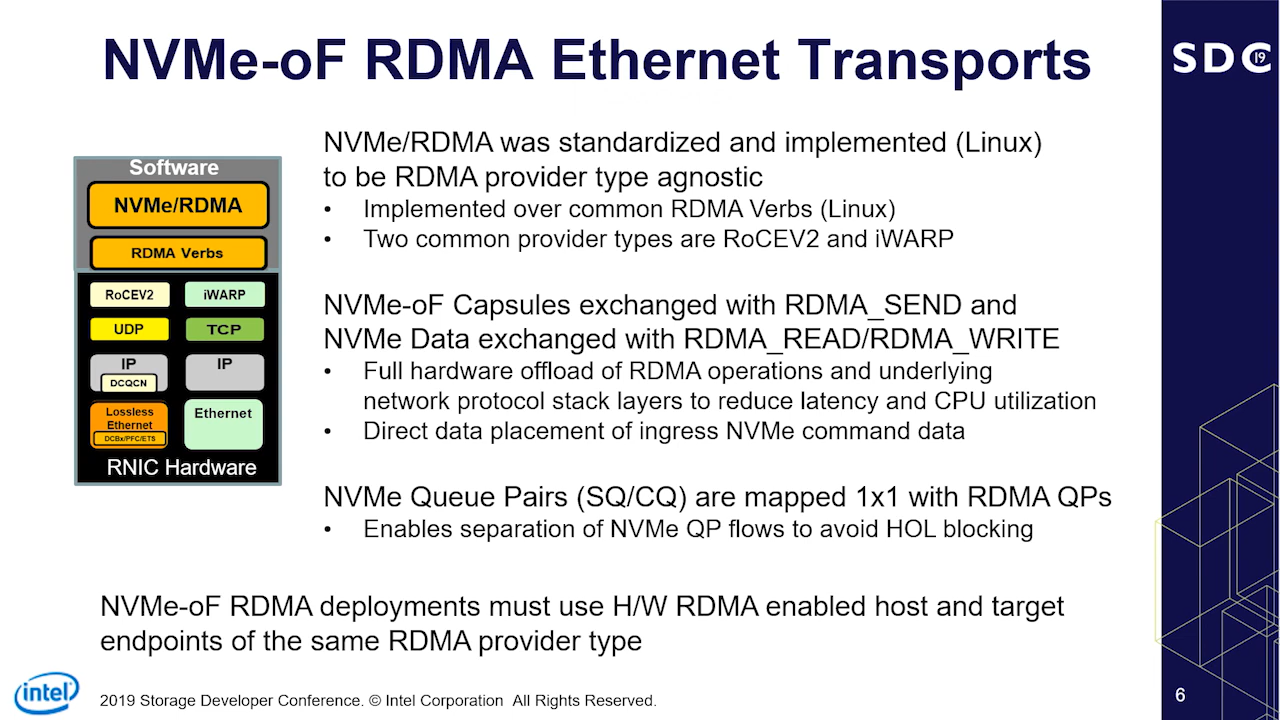 NVMe-oF RDMA Ethernet Transports
SDC 19
Software
NVMe/RDMA
RDMA Verbs
RoCEV2
iWARP
UDP
TCP
IP
DCQCN
IP
Lossless
Ethernet
DCBx/PFC/ETS
Ethernet
RNIC Hardware
NVMe/RDMA was standardized and implemented (Linux)
to be RDMA provider type agnostic
• Implemented over common RDMA Verbs (Linux)
• Two common provider types are RoCEV2 and iWARP
NVMe-oF Capsules exchanged with RDMA_SEND and
NVMe Data exchanged with RDMA_READ/RDMA_WRITE
• Full hardware offload of RDMA operations and underlying
network protocol stack layers to reduce latency and CPU utilization
• Direct data placement of ingress NVMe command data
NVMe Queue Pairs (SQ/CQ) are mapped 1x1 with RDMA QPs
• Enables separation of NVMe QP flows to avoid HOL blocking
NVMe-oF RDMA deployments must use H/W RDMA enabled host and target
endpoints of the same RDMA provider type
intel
2019 Storage Developer Conference. © Intel Corporation All Rights Reserved.
6